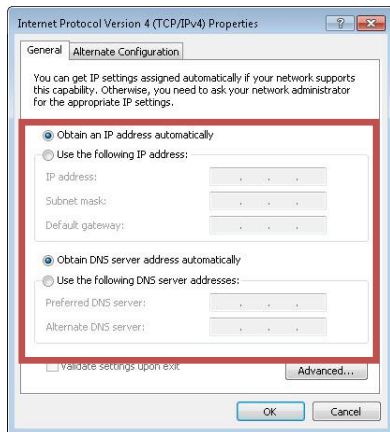 Internet Protocol Version 4 (TCP/IPv4) Properties
General
Alternate Configuration
You can get IP settings assigned automatically if your network supports
this capability. Otherwise, you need to ask your network administrator
for the appropriate IP settings.
Obtain an IP address automatically
Use the following IP address:
IP address:
Subnet mask:
Default gateway:
Obtain DNS server address automatically
Use the following DNS server addresses:
Preferred DNS server:
Alternate DNS server:
Validate settings upon exit
Advanced...
OK
Cancel